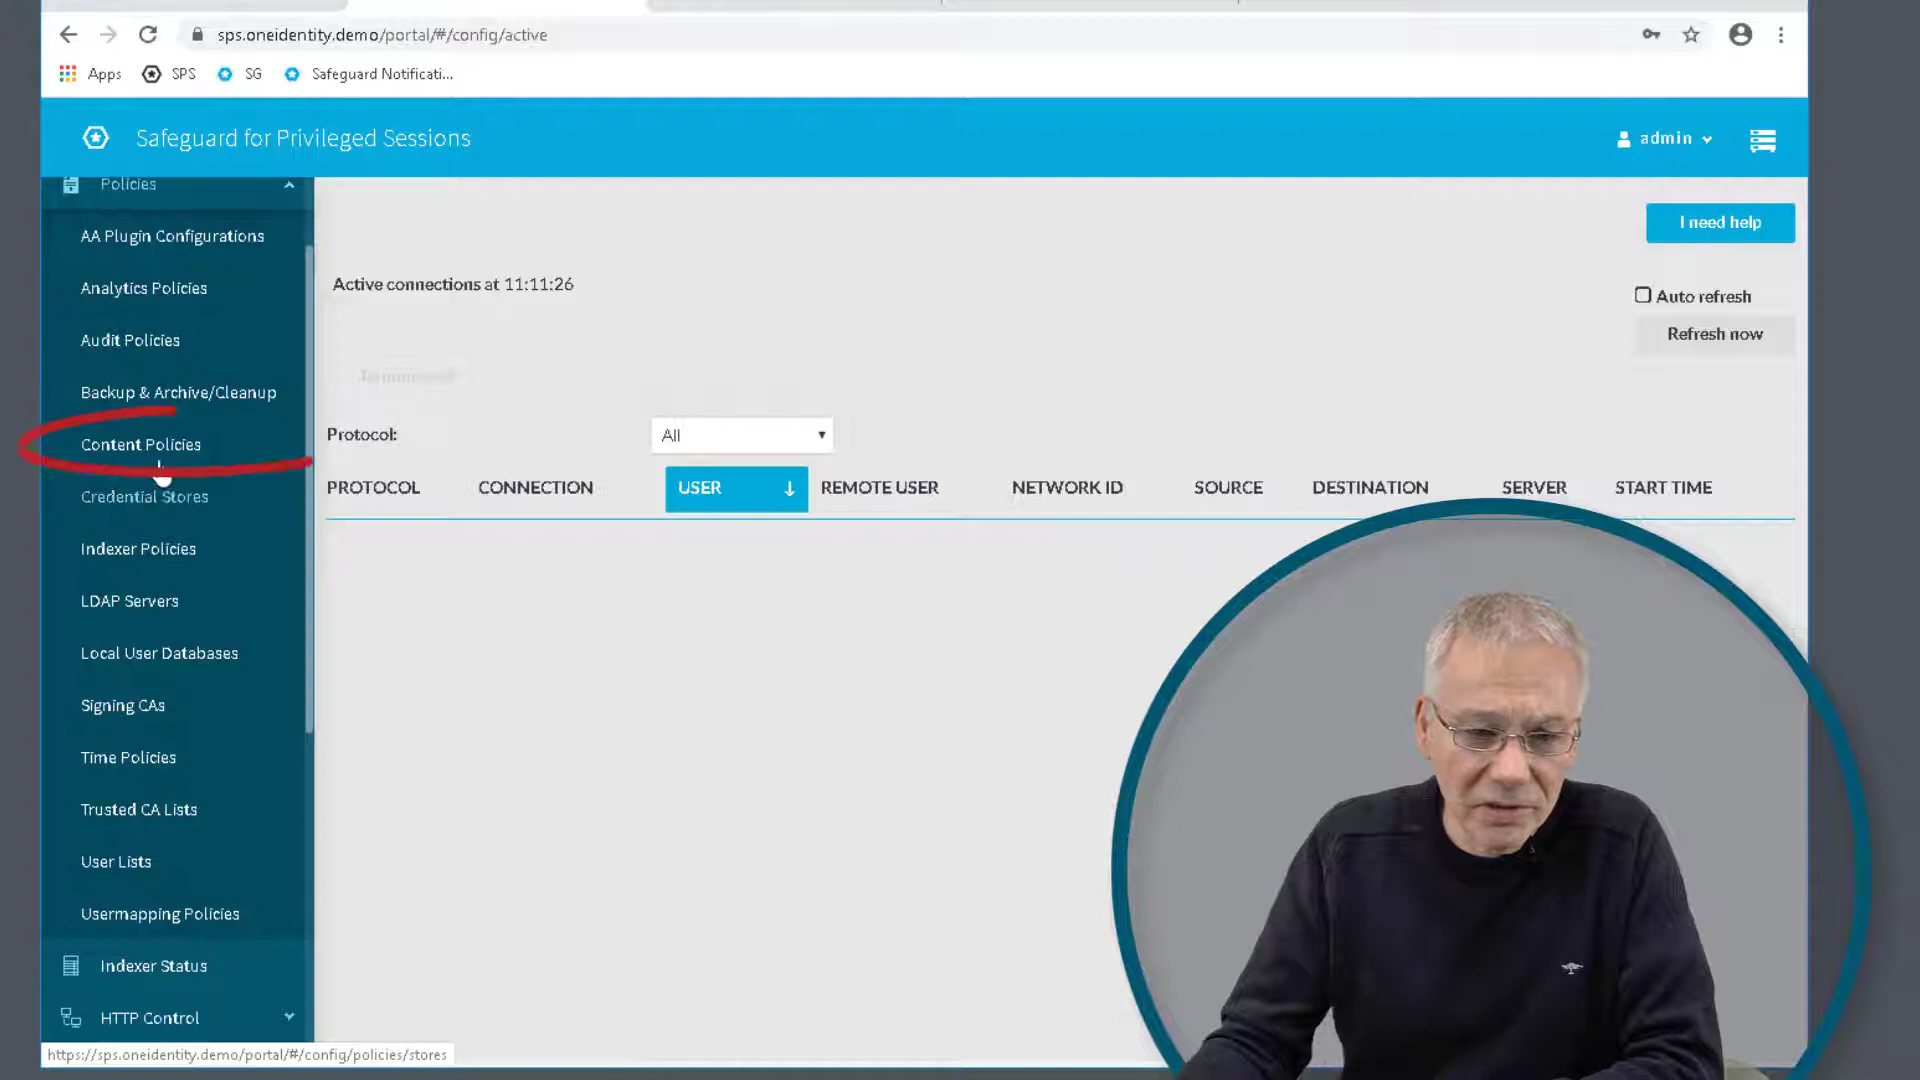 sps.oneidentity.demo/portal/#/config/active
Apps SPS SG Safeguard Notificati...
Safeguard for Privileged Sessions
admin
Policies
AA Plugin Configurations
Analytics Policies
Audit Policies
Backup & Archive/Cleanup
Content Policies
Credential Stores
Indexer Policies
LDAP Servers
Local User Databases
Signing CAs
Time Policies
Trusted CA Lists
User Lists
Usermapping Policies
Indexer Status
HTTP Control
I need help
Active connections at 11:11:26
Auto refresh
Refresh now
Protocol: All
PROTOCOL CONNECTION USER REMOTE USER NETWORK ID SOURCE DESTINATION SERVER START TIME
https://sps.oneidentity.demo/portal/#/config/policies/stores